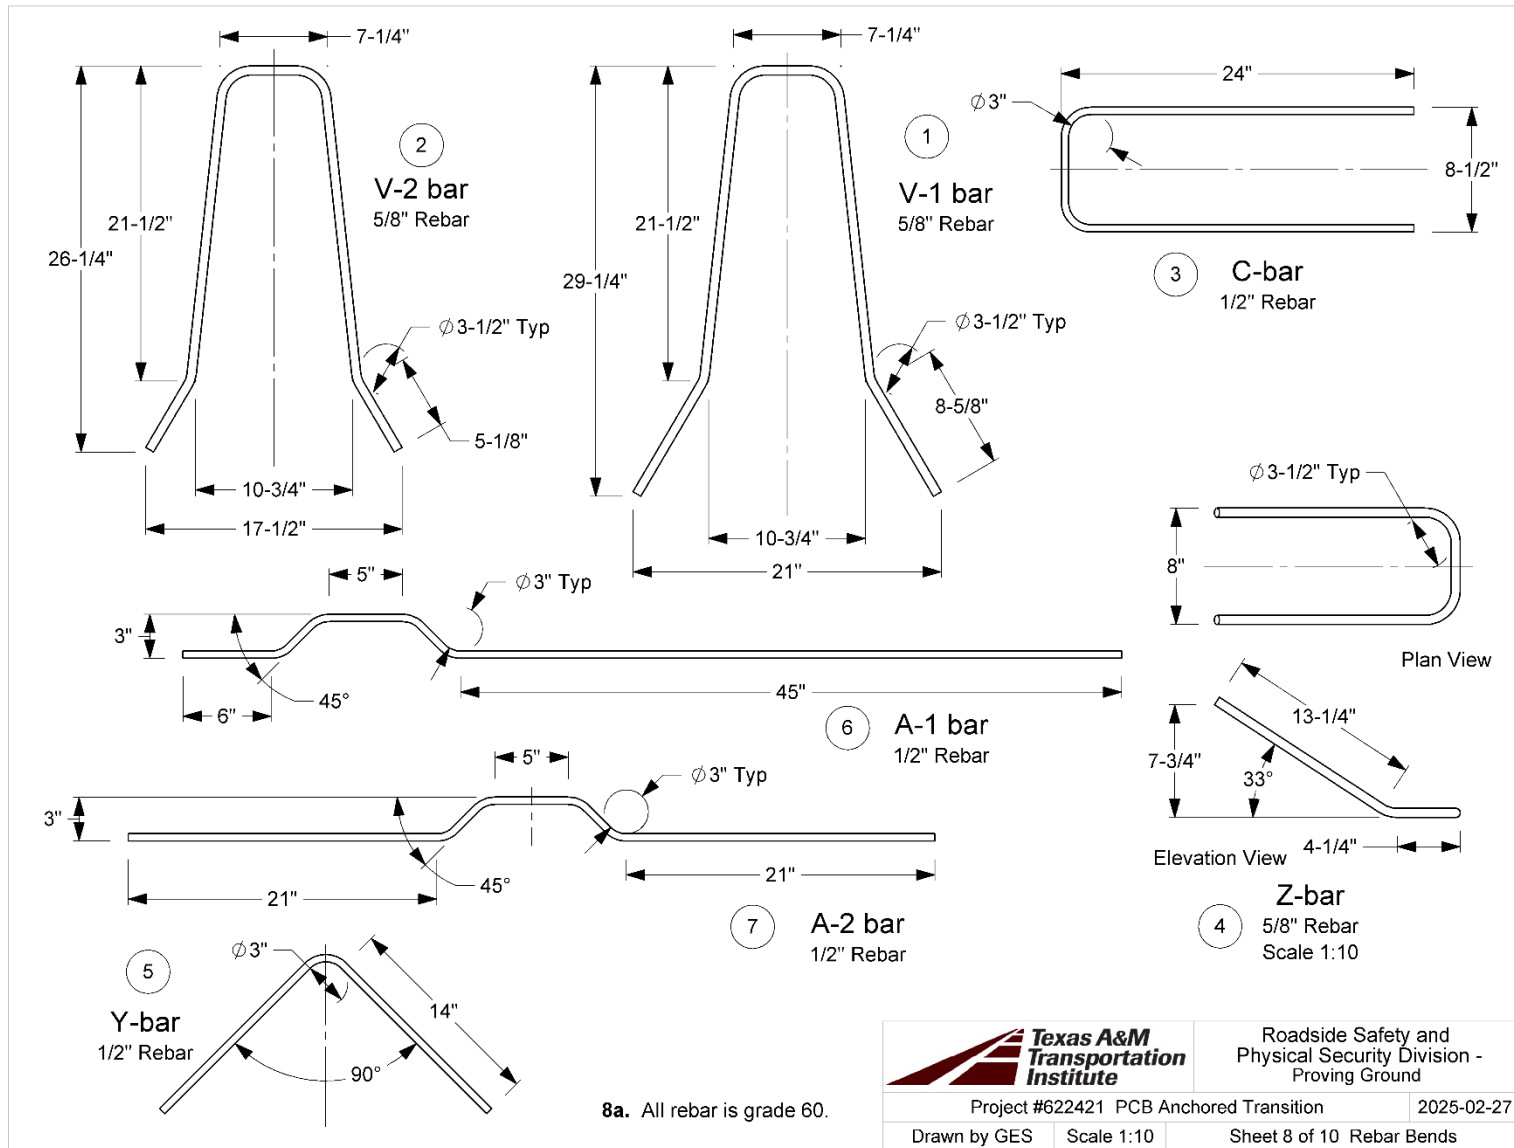 7-1/4"
26-1/4"
21-1/2"
2
V-2 bar
5/8" Rebar
∅3-1/2" Typ
5-1/8"
10-3/4"
17-1/2"
7-1/4"
29-1/4"
21-1/2"
1
V-1 bar
5/8" Rebar
∅3-1/2" Typ
8-5/8"
10-3/4"
21"
24"
∅3"
8-1/2"
3
C-bar
1/2" Rebar
5"
∅3" Typ
3"
45°
6"
45"
6
A-1 bar
1/2" Rebar
∅3-1/2" Typ
8"
Plan View
13-1/4"
7-3/4"
33°
4-1/4"
Elevation View
Z-bar
4
5/8" Rebar
Scale 1:10
5"
∅3" Typ
3"
45°
21"
21"
7
A-2 bar
1/2" Rebar
∅3"
5
Y-bar
1/2" Rebar
14"
90°
8a. All rebar is grade 60.
Texas A&M
Transportation
Institute
Roadside Safety and
Physical Security Division -
Proving Ground
Project #622421 PCB Anchored Transition
2025-02-27
Drawn by GES
Scale 1:10
Sheet 8 of 10 Rebar Bends